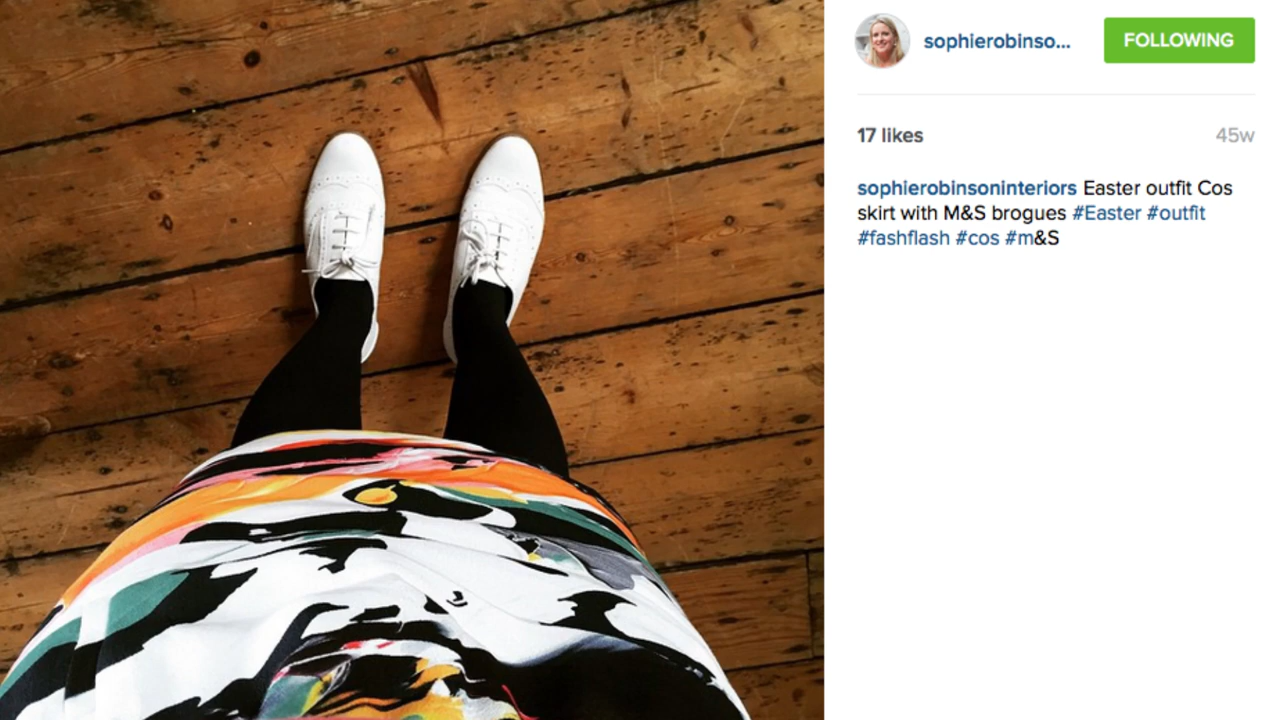 sophierobinso...
FOLLOWING
17 likes
45w
sophierobinsoninteriors Easter outfit Cos
skirt with M&S brogues #Easter #outfit
#fashflash #cos #m&S